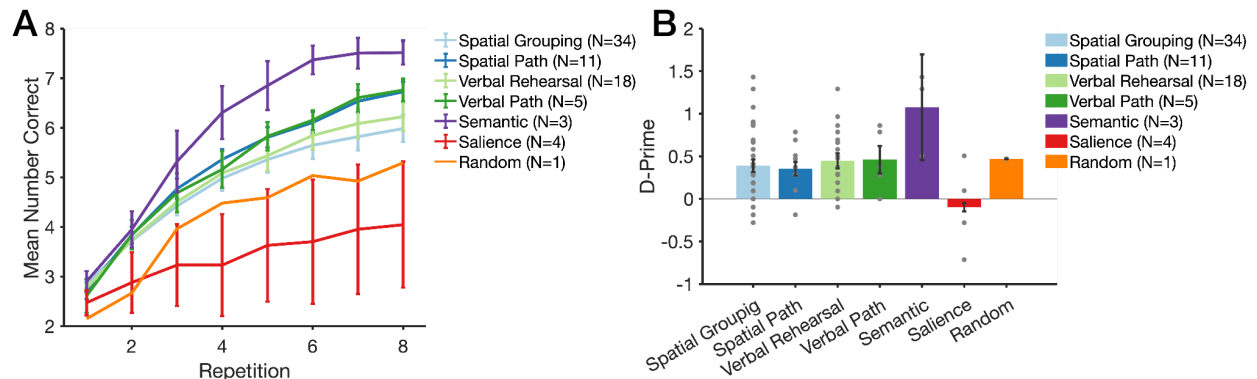 A
Mean Number Correct
8
7
6
5
4
3
2
2
4
6
8
Repetition
Spatial Grouping (N=34)
Spatial Path (N=11)
Verbal Rehearsal (N=18)
Verbal Path (N=5)
Semantic (N=3)
Salience (N=4)
Random (N=1)
B
D-Prime
2
1.5
1
0.5
0
-0.5
-1
Spatial Groupig
Spatial Path
Verbal Rehearsal
Verbal Path
Semantic
Salience
Random
Spatial Grouping (N=34)
Spatial Path (N=11)
Verbal Rehearsal (N=18)
Verbal Path (N=5)
Semantic (N=3)
Salience (N=4)
Random (N=1)